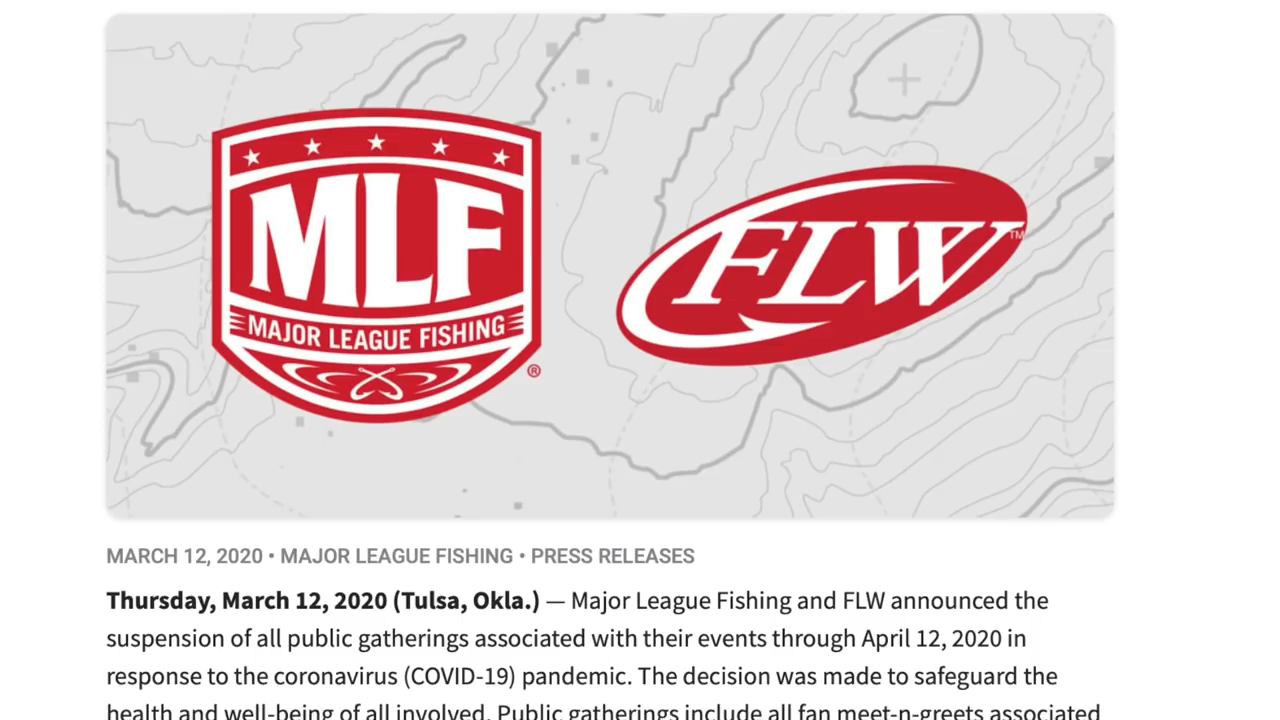 MLF
MAJOR LEAGUE FISHING
®
FLW
TM
MARCH 12, 2020 • MAJOR LEAGUE FISHING • PRESS RELEASES
Thursday, March 12, 2020 (Tulsa, Okla.) — Major League Fishing and FLW announced the
suspension of all public gatherings associated with their events through April 12, 2020 in
response to the coronavirus (COVID-19) pandemic. The decision was made to safeguard the
health and well-being of all involved. Public gatherings include all fan meet-n-greets associated